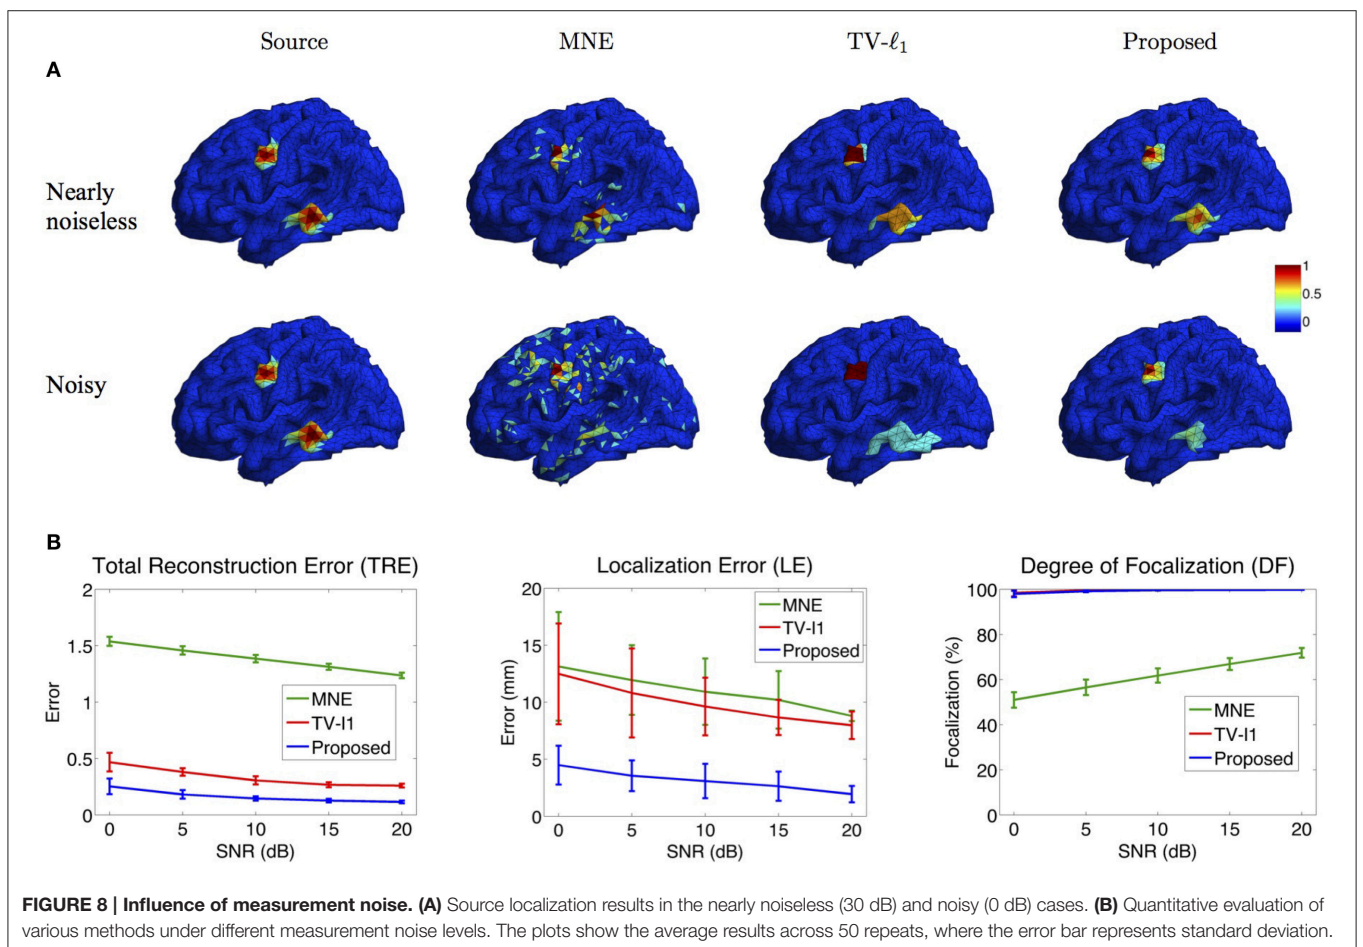 Source MNE TV-ℓ1 Proposed
A
Nearly
noiseless
1
0.5
0
Noisy
B
Total Reconstruction Error (TRE)
2
1.5
1
0.5
0
Error
MNE
TV-l1
Proposed
0 5 10 15 20
SNR (dB)
Localization Error (LE)
20
15
10
5
0
Error (mm)
MNE
TV-l1
Proposed
0 5 10 15 20
SNR (dB)
Degree of Focalization (DF)
100
80
60
40
20
0
Focalization (%)
MNE
TV-l1
Proposed
0 5 10 15 20
SNR (dB)
FIGURE 8 | Influence of measurement noise. (A) Source localization results in the nearly noiseless (30 dB) and noisy (0 dB) cases. (B) Quantitative evaluation of
various methods under different measurement noise levels. The plots show the average results across 50 repeats, where the error bar represents standard deviation.